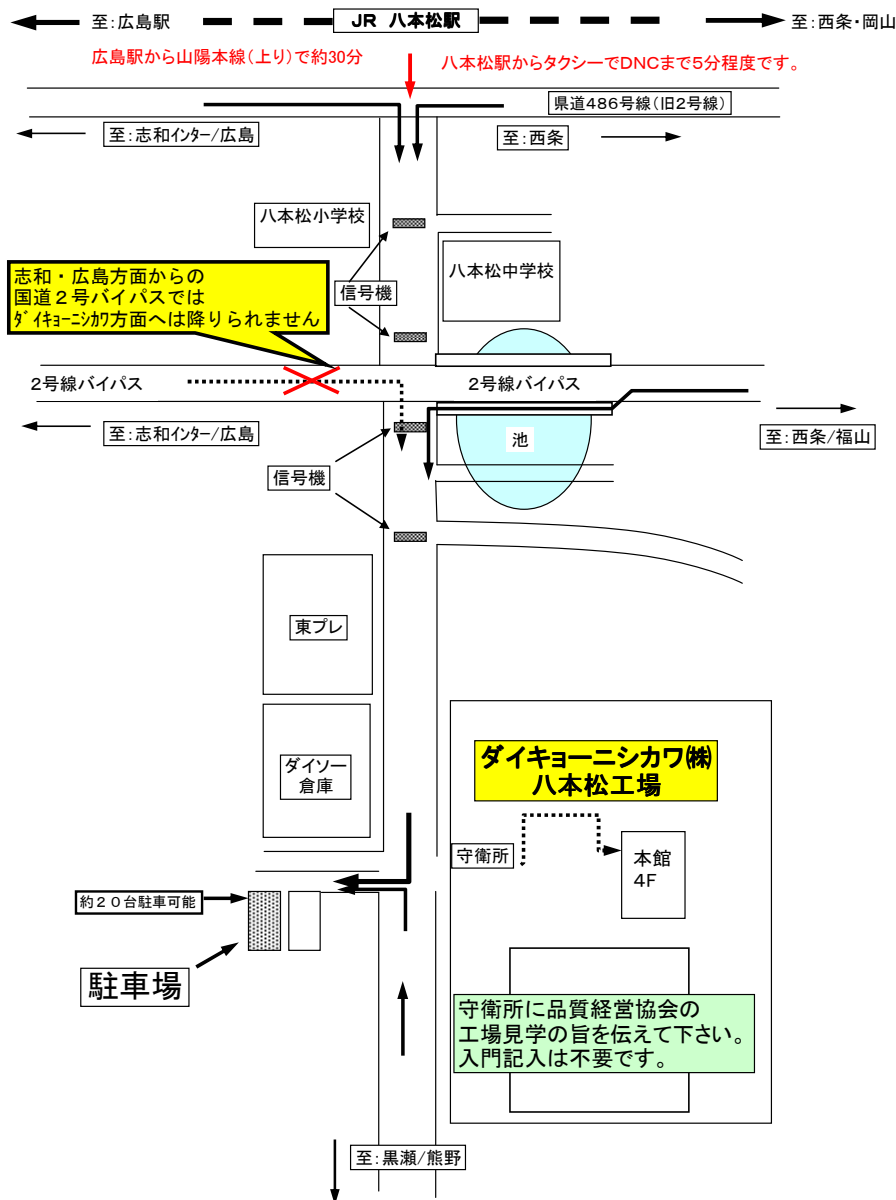 至:広島駅
JR 八本松駅
至:西条・岡山
広島駅から山陽本線(上り)で約30分
八本松駅からタクシーでDNCまで5分程度です。
県道486号線(旧2号線)
至:志和インター/広島
至:西条
八本松小学校
八本松中学校
志和・広島方面からの
国道2号バイパスでは
ダイキョーニシカワ方面へは降りられません
信号機
2号線バイパス
2号線バイパス
至:志和インター/広島
池
至:西条/福山
信号機
東プレ
ダイソー
倉庫
ダイキョーニシカワ㈱
八本松工場
守衛所
本館
4F
約20台駐車可能
駐車場
守衛所に品質経営協会の
工場見学の旨を伝えて下さい。
入門記入は不要です。
至:黒瀬/熊野